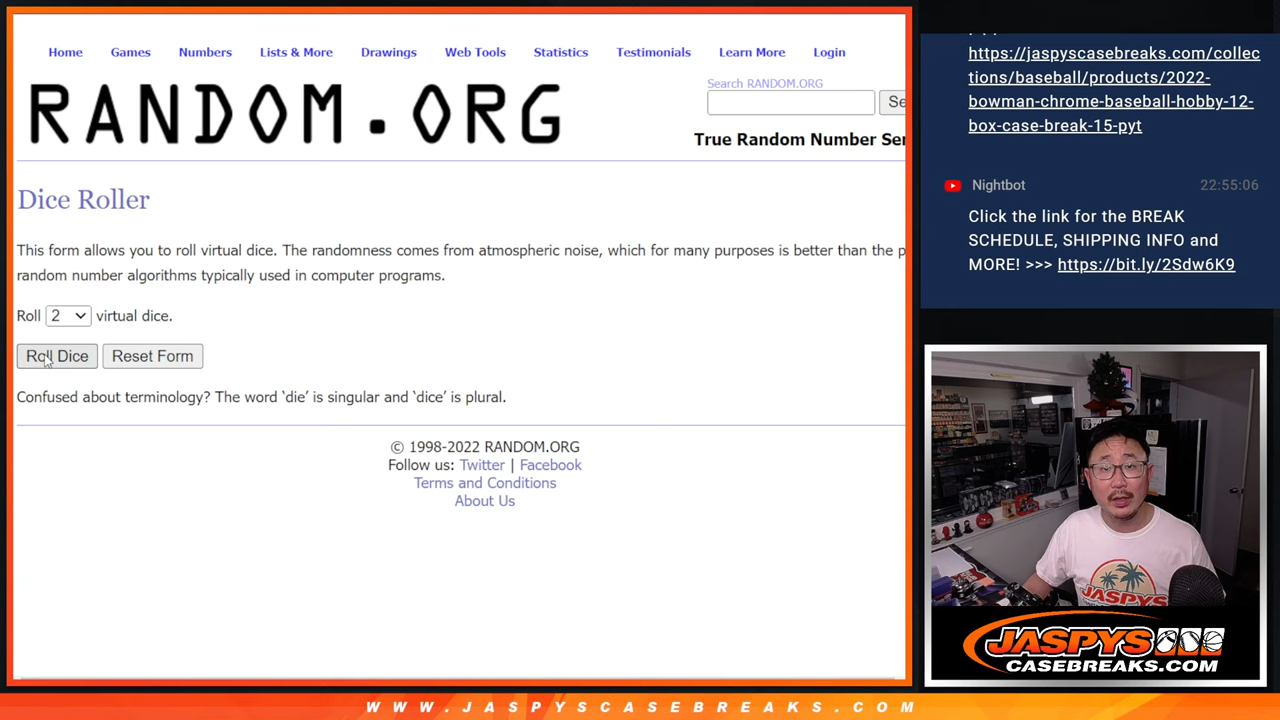 Home Games Numbers Lists & More Drawings Web Tools Statistics Testimonials Learn More Login
RANDOM.ORG
Search RANDOM.ORG
Se
True Random Number Ser
Dice Roller
This form allows you to roll virtual dice. The randomness comes from atmospheric noise, which for many purposes is better than the p
random number algorithms typically used in computer programs.
Roll 2 virtual dice.
Roll Dice Reset Form
Confused about terminology? The word ‘die’ is singular and ‘dice’ is plural.
© 1998-2022 RANDOM.ORG
Follow us: Twitter | Facebook
Terms and Conditions
About Us
https://jaspyscasebreaks.com/collec
tions/baseball/products/2022-
bowman-chrome-baseball-hobby-12-
box-case-break-15-pyt
Nightbot 22:55:06
Click the link for the BREAK
SCHEDULE, SHIPPING INFO and
MORE! >>> https://bit.ly/2Sdw6K9
JASPYS
JASPYS
CASEBREAKS.COM
WWW.JASPYSCASEBREAKS.COM